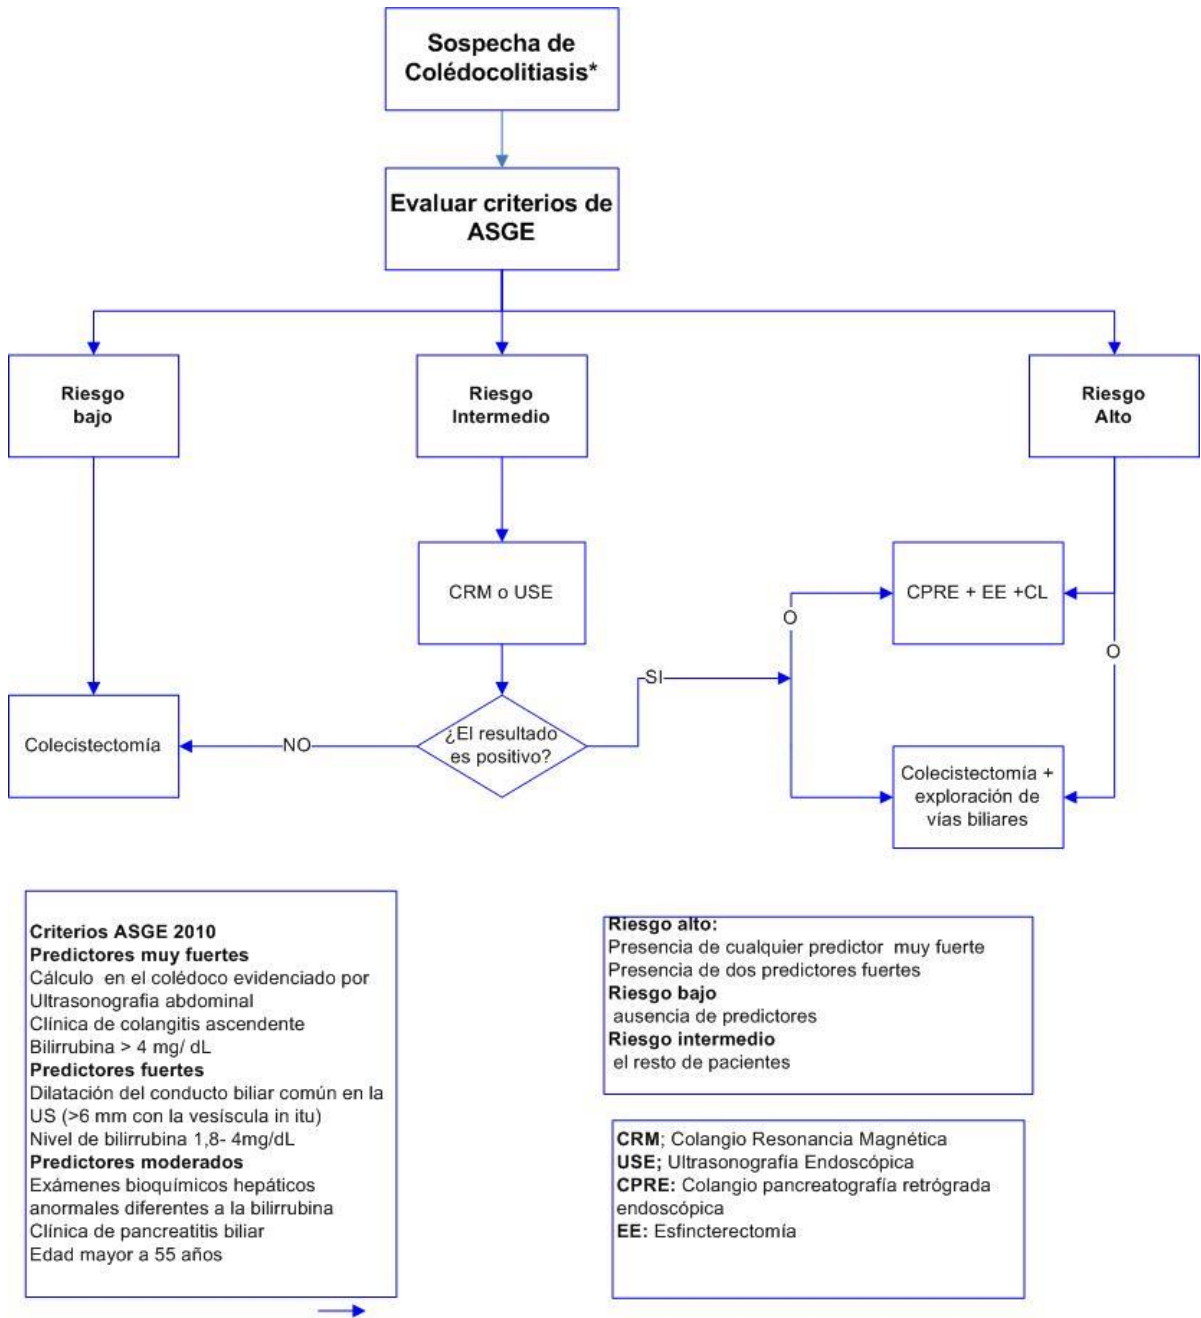 Sospecha de
Colédocolitiasis*
Evaluar criterios de
ASGE
Riesgo
bajo
Riesgo
Intermedio
Riesgo
Alto
CRM o USE
CPRE + EE +CL
O
O
SI
¿El resultado
es positivo?
NO
Colecistectomía
Colecistectomía +
exploración de
vías biliares
Criterios ASGE 2010
Predictores muy fuertes
Cálculo en el colédoco evidenciado por
Ultrasonografia abdominal
Clínica de colangitis ascendente
Bilirrubina > 4 mg/ dL
Predictores fuertes
Dilatación del conducto biliar común en la
US (>6 mm con la vesíscula in itu)
Nivel de bilirrubina 1,8- 4mg/dL
Predictores moderados
Exámenes bioquímicos hepáticos
anormales diferentes a la bilirrubina
Clínica de pancreatitis biliar
Edad mayor a 55 años
Riesgo alto:
Presencia de cualquier predictor muy fuerte
Presencia de dos predictores fuertes
Riesgo bajo
ausencia de predictores
Riesgo intermedio
el resto de pacientes
CRM; Colangio Resonancia Magnética
USE; Ultrasonografía Endoscópica
CPRE: Colangio pancreatografía retrógrada
endoscópica
EE: Esfincterectomía